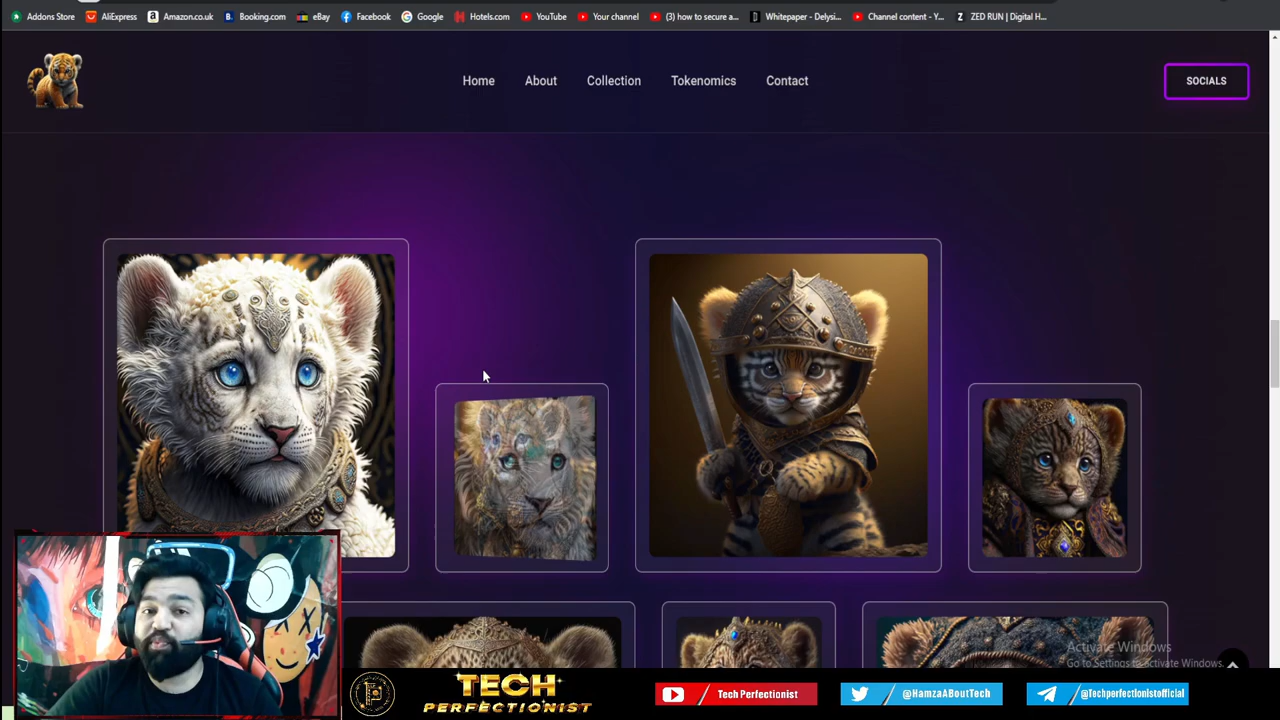 Addons Store AliExpress Amazon.co.uk Booking.com eBay Facebook Google Hotels.com YouTube Your channel (3) how to secure a... Whitepaper - Delysi... Channel content - Y... ZED RUN | Digital H...
Home About Collection Tokenomics Contact SOCIALS
Activate Windows
Go to Settings to Activate Windows.
TECH
PERFECTIONIST
Tech Perfectionist
@HamzaABoutTech
@Techperfectionistofficial